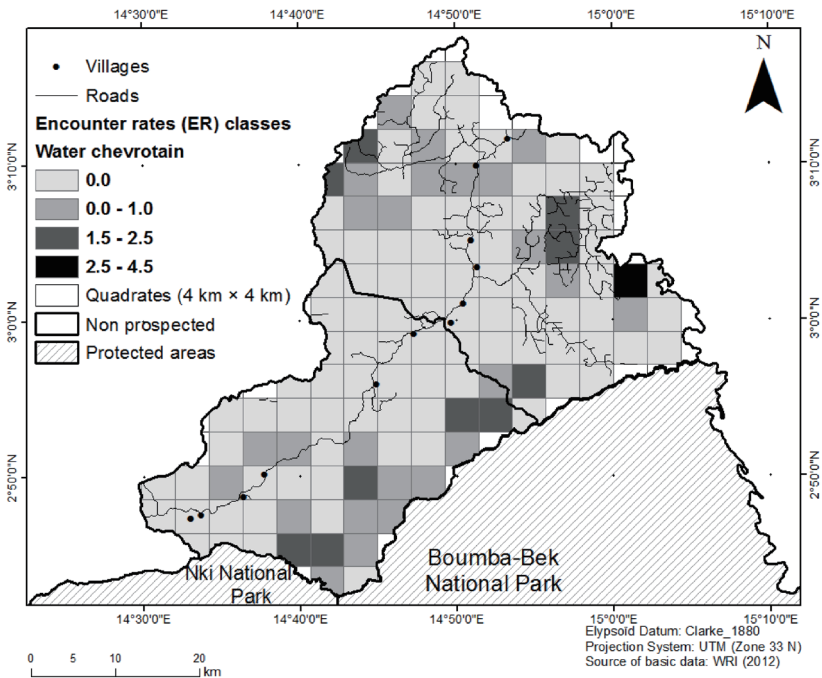 14°30'0"E 14°40'0"E 14°50'0"E 15°0'0"E 15°10'0"E
N
Villages
Roads
Encounter rates (ER) classes
Water chevrotain
0.0
0.0 - 1.0
1.5 - 2.5
2.5 - 4.5
Quadrates (4 km × 4 km)
Non prospected
Protected areas
3°10'0"N
3°0'0"N
2°50'0"N
3°10'0"N
3°0'0"N
2°50'0"N
Nki National
Park
Boumba-Bek
National Park
14°30'0"E 14°40'0"E 14°50'0"E 15°0'0"E 15°10'0"E
Elypsoïd Datum: Clarke_1880
Projection System: UTM (Zone 33 N)
Source of basic data: WRI (2012)
0 5 10 20
km